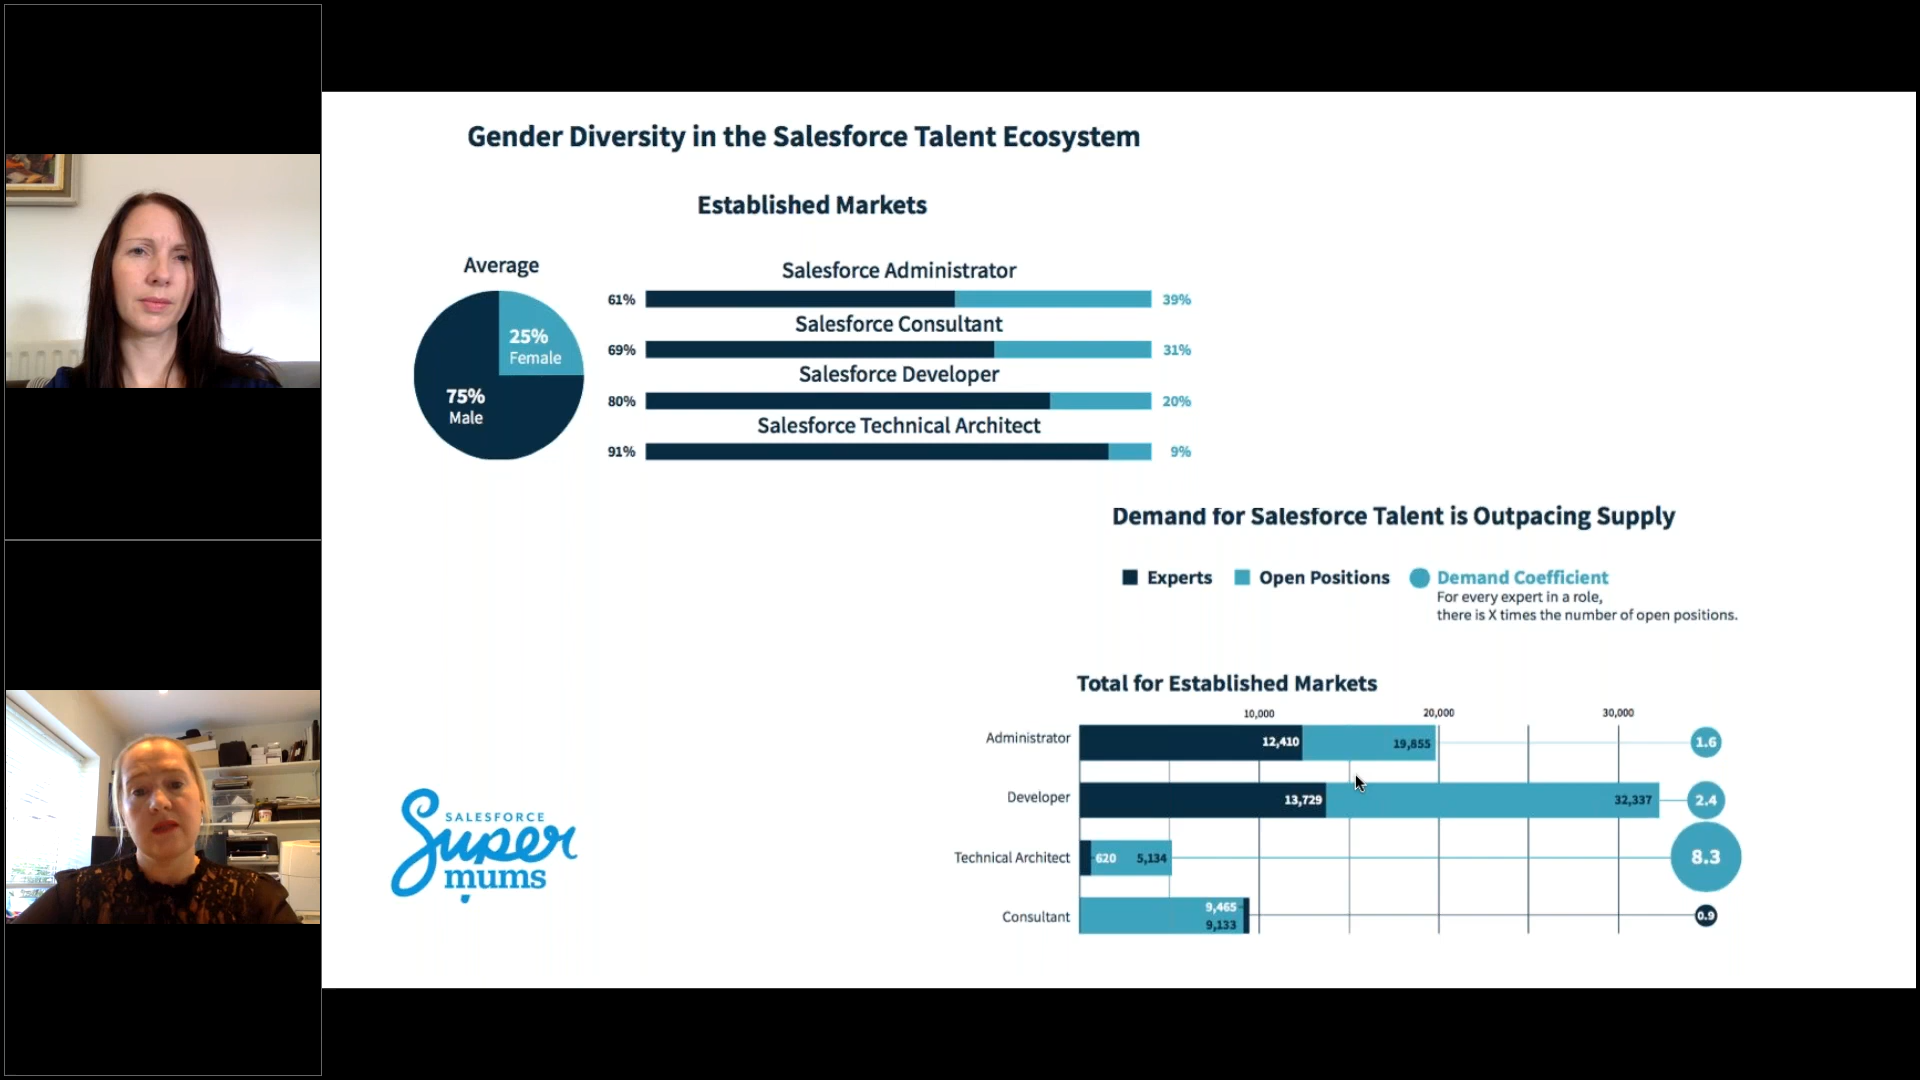 Gender Diversity in the Salesforce Talent Ecosystem
Established Markets
Average
25%
Female
75%
Male
Salesforce Administrator
61% 39%
Salesforce Consultant
69% 31%
Salesforce Developer
80% 20%
Salesforce Technical Architect
91% 9%
Demand for Salesforce Talent is Outpacing Supply
Experts Open Positions Demand Coefficient
For every expert in a role,
there is X times the number of open positions.
Total for Established Markets
10,000 20,000 30,000
Administrator 12,410 19,855 1.6
Developer 13,729 32,337 2.4
Technical Architect 620 5,134 8.3
Consultant 9,465 9,133 0.9
SALESFORCE
Super
mums